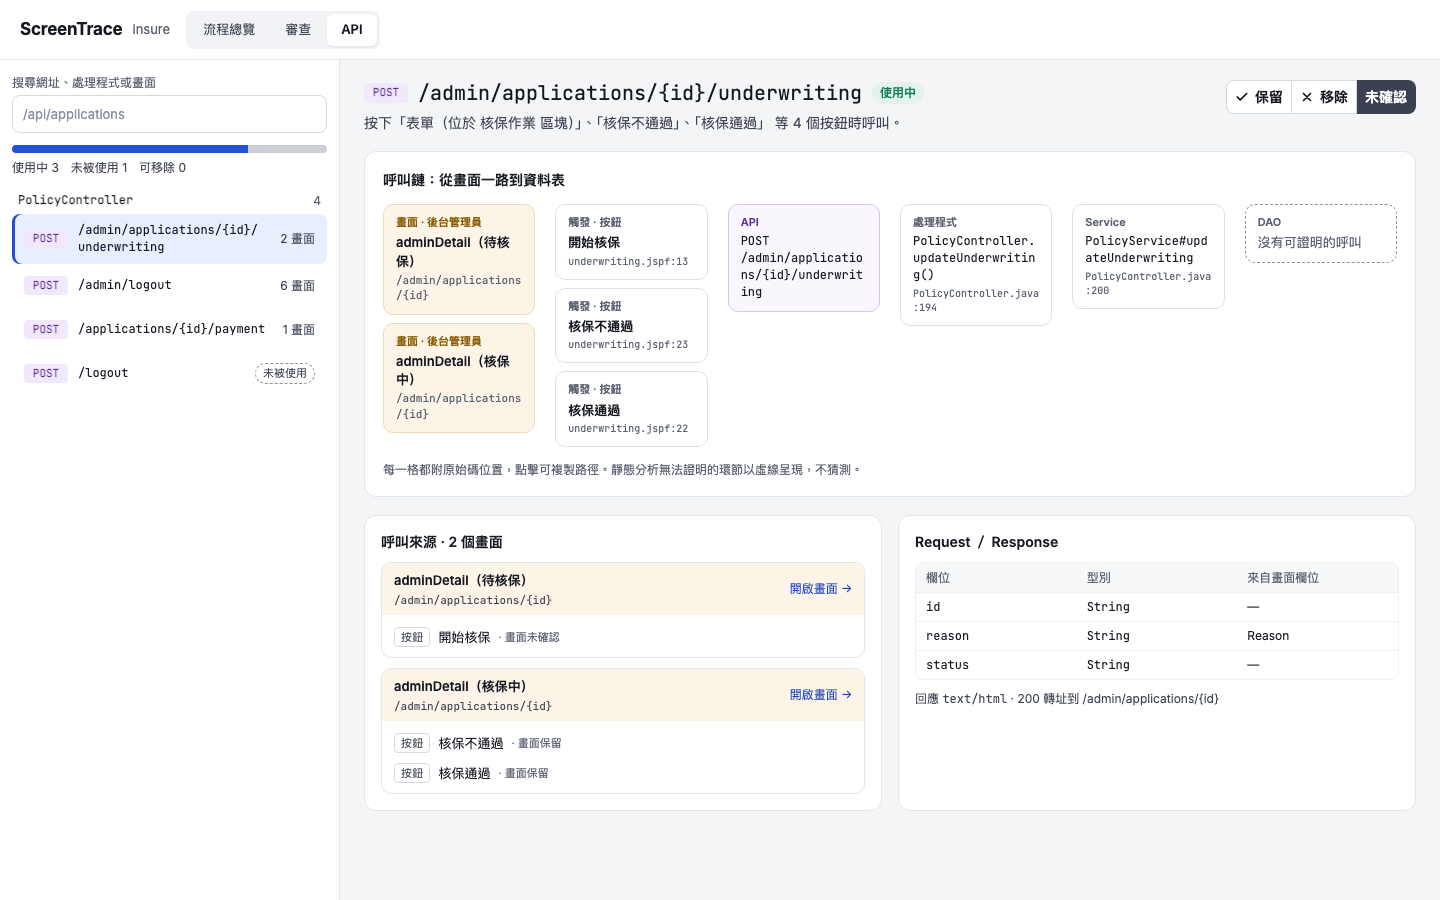 ScreenTrace insure 流程總覽 審查 API
搜尋網址、處理程式或畫面
/api/applications
使用中 3 未被使用 1 可移除 0
PolicyController 4
POST /admin/applications/{id}/
underwriting 2 畫面
POST /admin/logout 6 畫面
POST /applications/{id}/payment 1 畫面
POST /logout 未被使用
POST /admin/applications/{id}/underwriting 使用中
按下「表單（位於 核保作業 區塊）」、「核保不通過」、「核保通過」 等 4 個按鈕時呼叫。
✓ 保留 ✕ 移除 未確認
呼叫鏈：從畫面一路到資料表
畫面 · 後台管理員
adminDetail（待核
保）
/admin/applications
/{id}
畫面 · 後台管理員
adminDetail（核保
中）
/admin/applications
/{id}
觸發 · 按鈕
開始核保
underwriting.jspf:13
觸發 · 按鈕
核保不通過
underwriting.jspf:23
觸發 · 按鈕
核保通過
underwriting.jspf:22
API
POST
/admin/applicatio
ns/{id}/underwrit
ing
處理程式
PolicyController.
updateUnderwritin
g()
PolicyController.java
:194
Service
PolicyService#upd
ateUnderwriting
PolicyController.java
:200
DAO
沒有可證明的呼叫
每一格都附原始碼位置，點擊可複製路徑。靜態分析無法證明的環節以虛線呈現，不猜測。
呼叫來源 · 2 個畫面
adminDetail（待核保）
/admin/applications/{id}
開啟畫面 →
按鈕 開始核保 · 畫面未確認
adminDetail（核保中）
/admin/applications/{id}
開啟畫面 →
按鈕 核保不通過 · 畫面保留
按鈕 核保通過 · 畫面保留
Request / Response
欄位 型別 來自畫面欄位
id String —
reason String Reason
status String —
回應 text/html · 200 轉址到 /admin/applications/{id}